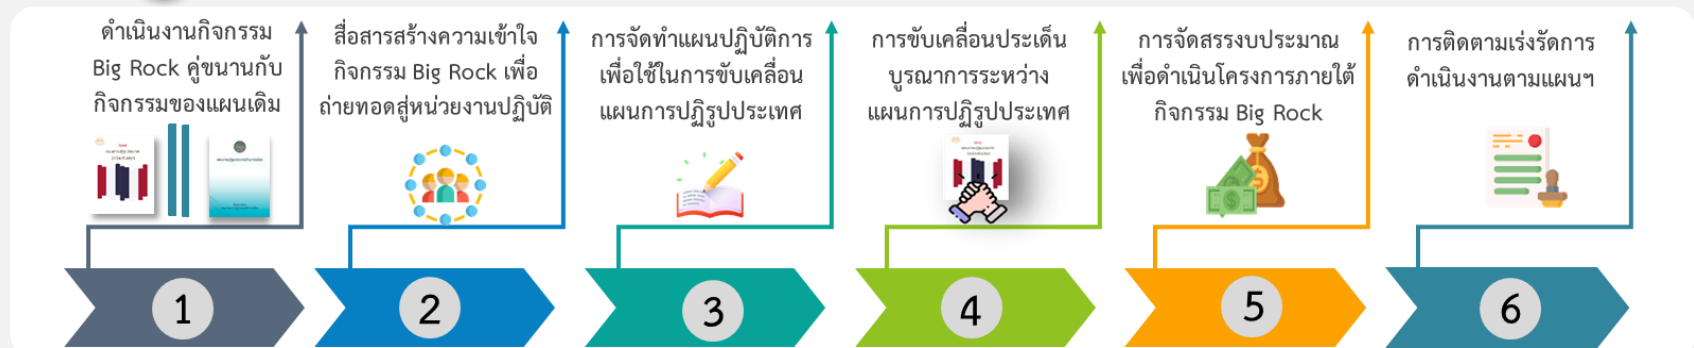 ดำเนินงานกิจกรรม
Big Rock คู่ขนานกับ
กิจกรรมของแผนเดิม
สื่อสารสร้างความเข้าใจ
กิจกรรม Big Rock เพื่อ
ถ่ายทอดสู่หน่วยงานปฏิบัติ
การจัดทำแผนปฏิบัติการ
เพื่อใช้ในการขับเคลื่อน
แผนการปฏิรูปประเทศ
การขับเคลื่อนประเด็น
บูรณาการระหว่าง
แผนการปฏิรูปประเทศ
การจัดสรรงบประมาณ
เพื่อดำเนินโครงการภายใต้
กิจกรรม Big Rock
การติดตามเร่งรัดการ
ดำเนินงานตามแผนฯ
1
2
3
4
5
6